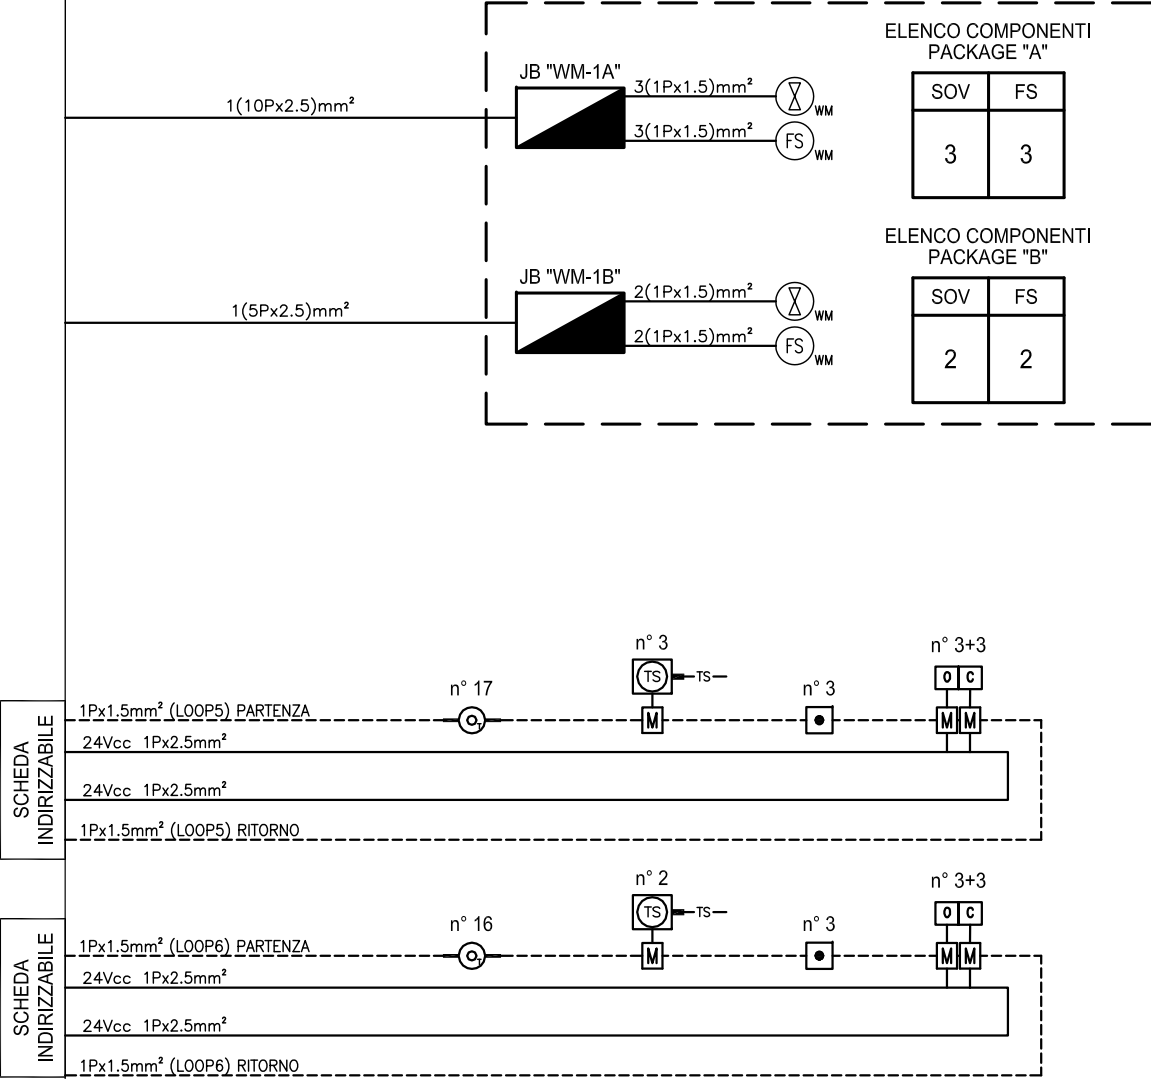 ELENCO COMPONENTI
PACKAGE "A"
SOV FS
3 3
JB "WM-1A"
1(10Px2.5)mm²
3(1Px1.5)mm²
WM
3(1Px1.5)mm²
FS
WM
ELENCO COMPONENTI
PACKAGE "B"
SOV FS
2 2
JB "WM-1B"
1(5Px2.5)mm²
2(1Px1.5)mm²
WM
2(1Px1.5)mm²
FS
WM
SCHEDA
INDIRIZZABILE
n° 17
T
n° 3
TS
TS
M
n° 3
n° 3+3
O C
M M
1Px1.5mm² (LOOP5) PARTENZA
24Vcc 1Px2.5mm²
24Vcc 1Px2.5mm²
1Px1.5mm² (LOOP5) RITORNO
SCHEDA
INDIRIZZABILE
n° 16
T
n° 2
TS
TS
M
n° 3
n° 3+3
O C
M M
1Px1.5mm² (LOOP6) PARTENZA
24Vcc 1Px2.5mm²
24Vcc 1Px2.5mm²
1Px1.5mm² (LOOP6) RITORNO